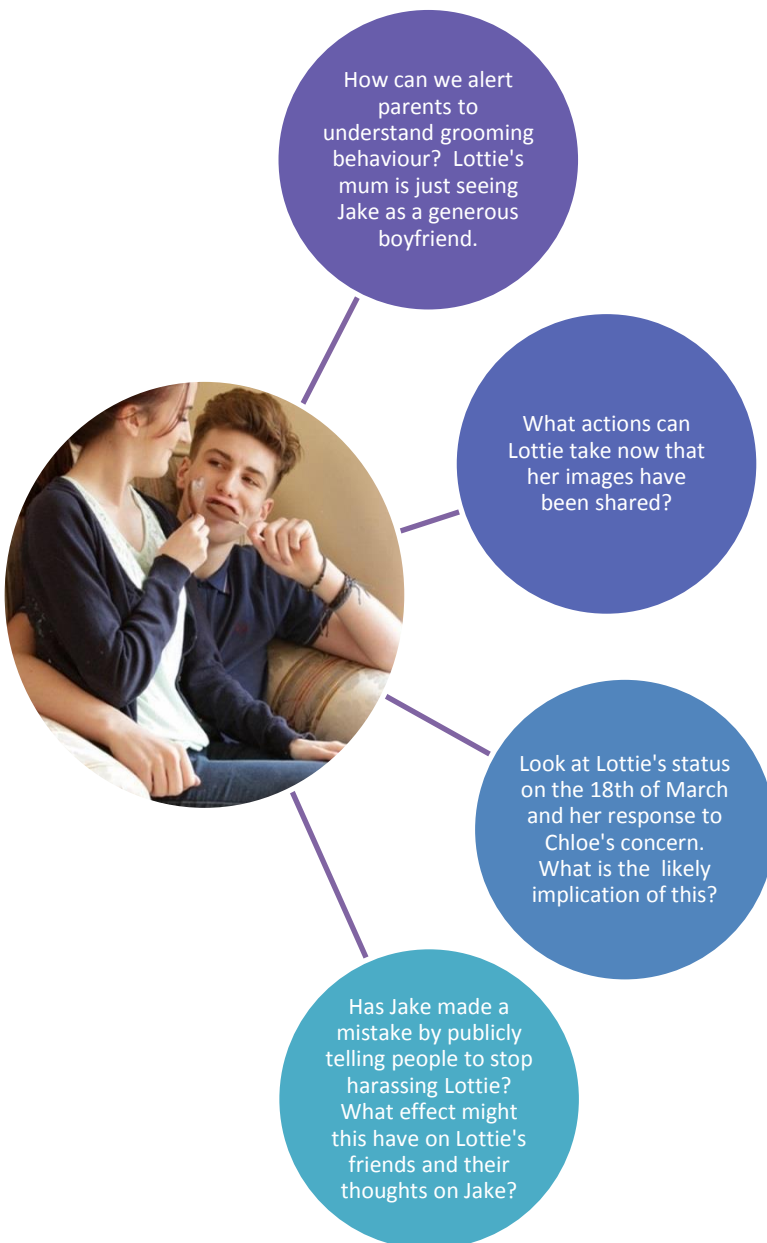 How can we alert
parents to
understand grooming
behaviour? Lottie's
mum is just seeing
Jake as a generous
boyfriend.
What actions can
Lottie take now that
her images have
been shared?
Look at Lottie's status
on the 18th of March
and her response to
Chloe's concern.
What is the likely
implication of this?
Has Jake made a
mistake by publicly
telling people to stop
harassing Lottie?
What effect might
this have on Lottie's
friends and their
thoughts on Jake?